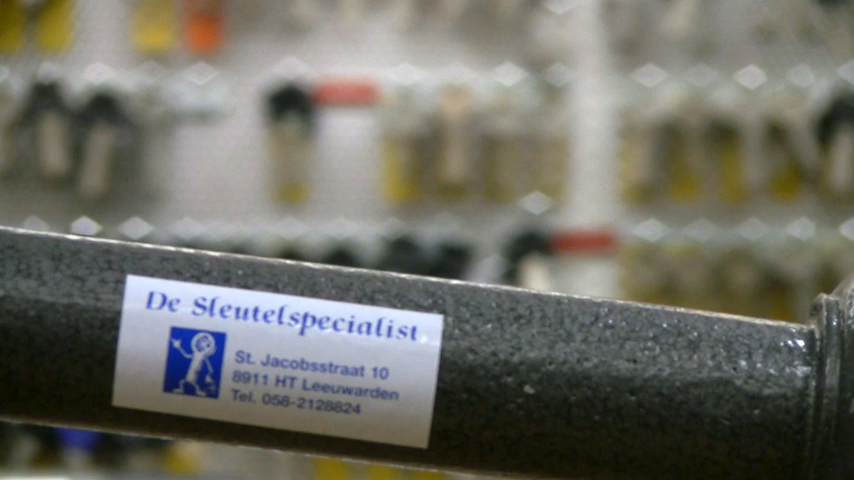 De Sleutelspecialist
St. Jacobsstraat 10
8911 HT Leeuwarden
Tel. 058-2128824